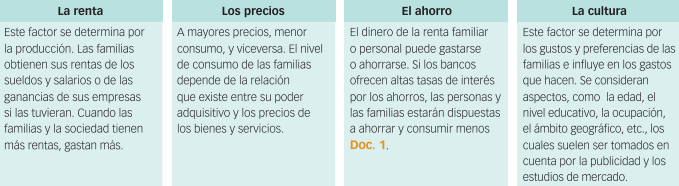 La renta
Este factor se determina por
la producción. Las familias
obtienen sus rentas de los
sueldos y salarios o de las
ganancias de sus empresas
si las tuvieran. Cuando las
familias y la sociedad tienen
más rentas, gastan más.
Los precios
A mayores precios, menor
consumo, y viceversa. El nivel
de consumo de las familias
depende de la relación
que existe entre su poder
adquisitivo y los precios de
los bienes y servicios.
El ahorro
El dinero de la renta familiar
o personal puede gastarse
o ahorrarse. Si los bancos
ofrecen altas tasas de interés
por los ahorros, las personas y
las familias estarán dispuestas
a ahorrar y consumir menos
Doc. 1.
La cultura
Este factor se determina por
los gustos y preferencias de las
familias e influye en los gastos
que hacen. Se consideran
aspectos, como la edad, el
nivel educativo, la ocupación,
el ámbito geográfico, etc., los
cuales suelen ser tomados en
cuenta por la publicidad y los
estudios de mercado.